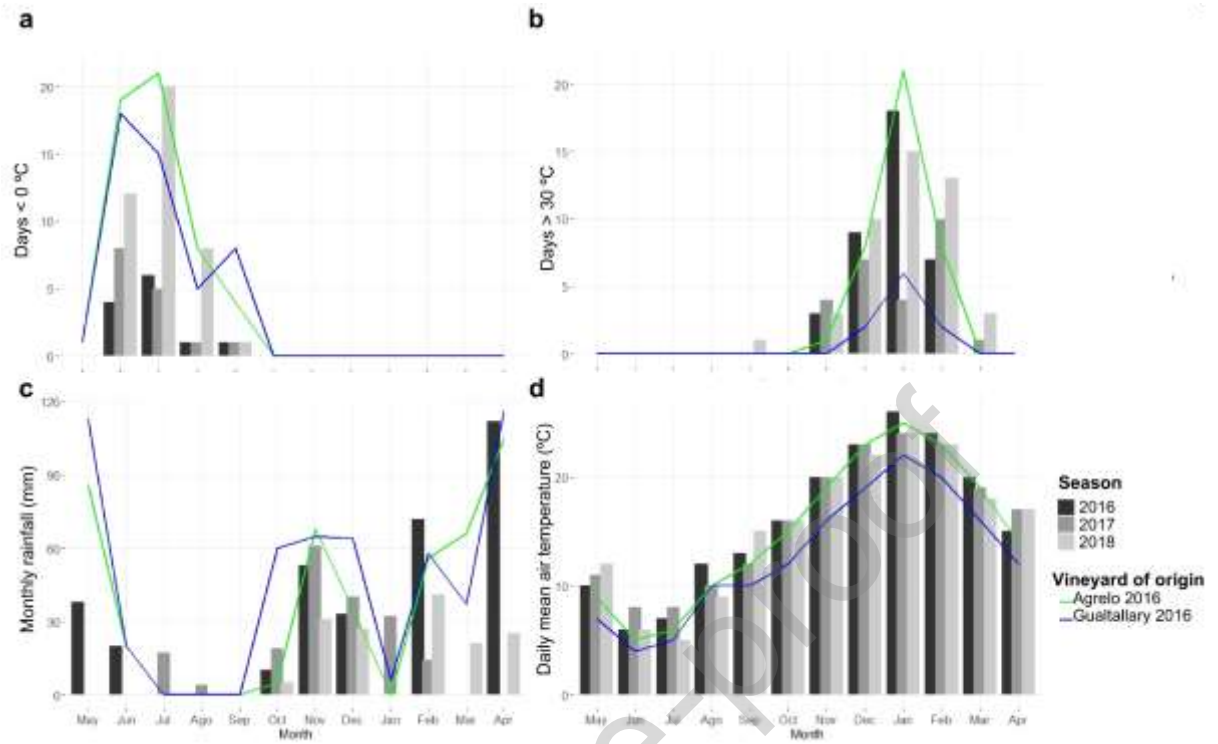 a
b
20
15
10
5
0
Days < 0 ºC
20
15
10
5
0
Days > 30 ºC
c
d
120
90
60
30
0
Monthly rainfall (mm)
May Jun Jul Ago Sep Oct Nov Dec Jan Feb Mar Apr
Month
20
10
0
Daily mean air temperature (ºC)
May Jun Jul Ago Sep Oct Nov Dec Jan Feb Mar Apr
Month
Season
2016
2017
2018
Vineyard of origin
Agrelo 2016
Gualtallary 2016
e-proof